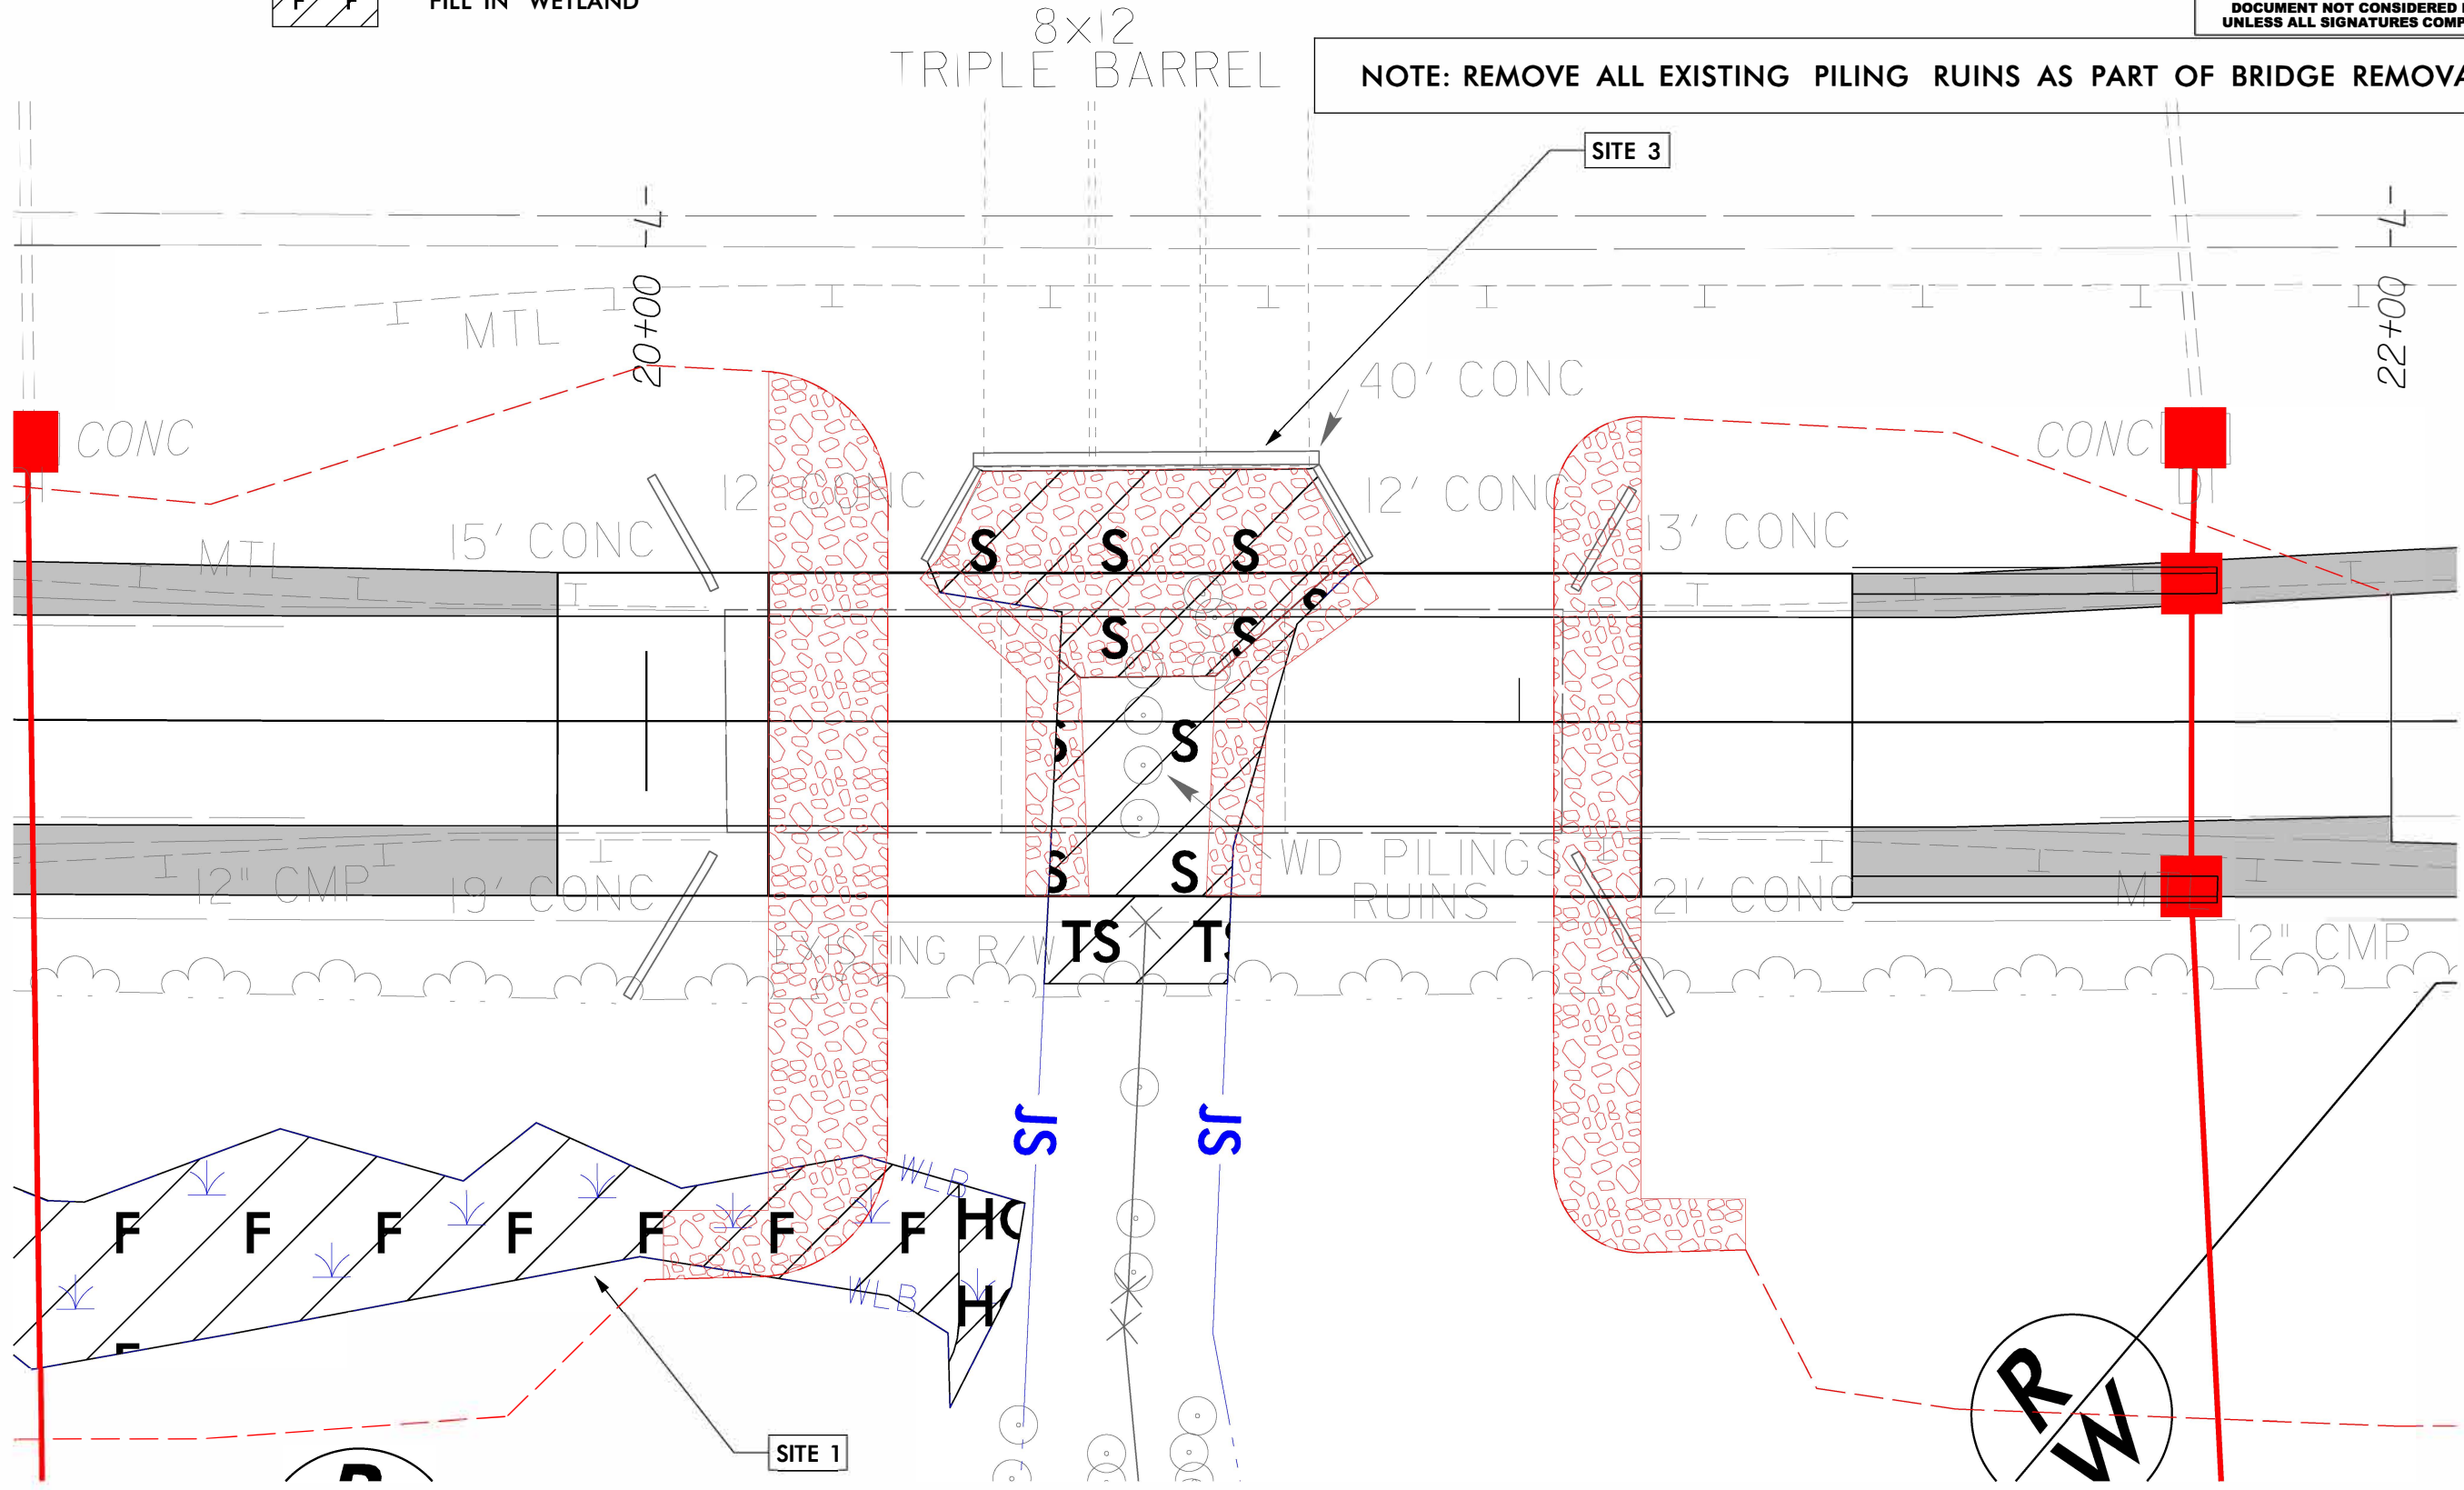 F F FILL IN WETLAND
DOCUMENT NOT CONSIDERED
UNLESS ALL SIGNATURES
8x12
TRIPLE BARREL
NOTE: REMOVE ALL EXISTING PILING RUINS AS PART OF BRIDGE
SITE 3
20+00 -L-
22+00 -L-
MTL
40' CONC
CONC
CONC
DI
12' CONC
12' CONC
15' CONC
13' CONC
MTL
S S S
S S S
S S
S S
WD PILINGS
RUINS
12" CMP
19' CONC
21' CONC
MTL
12" CMP
EXISTING R/W
TS TS
JS JS
WLB
F F F F F F F
WLB
SITE 1
R
W